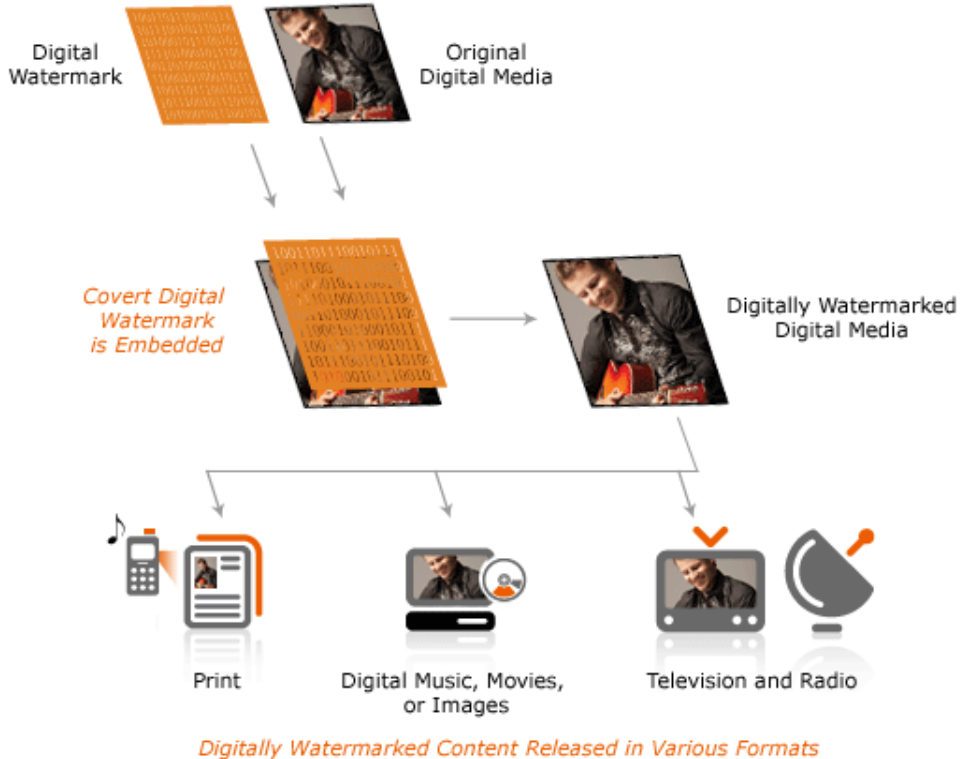 Digital
Watermark
Original
Digital Media
Covert Digital
Watermark
is Embedded
Digitally Watermarked
Digital Media
Print
Digital Music, Movies,
or Images
Television and Radio
Digitally Watermarked Content Released in Various Formats